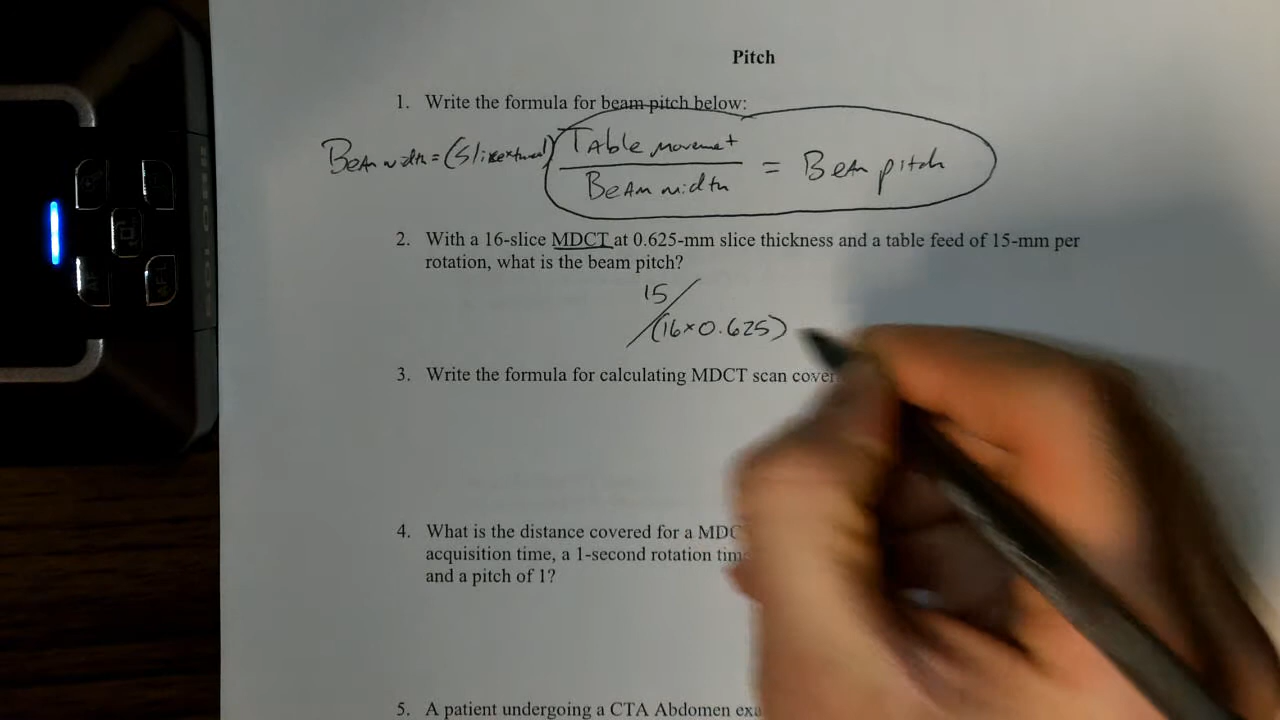 Pitch
1. Write the formula for beam pitch below:
Beam width = (
Table movemet
Beam width
= Beam pitch
2. With a 16-slice MDCT at 0.625-mm slice thickness and a table feed of 15-mm per
rotation, what is the beam pitch?
15
(16×0.625)
3. Write the formula for calculating MDCT scan cover
4. What is the distance covered for a MDC
acquisition time, a 1-second rotation time
and a pitch of 1?
5. A patient undergoing a CTA Abdomen exa